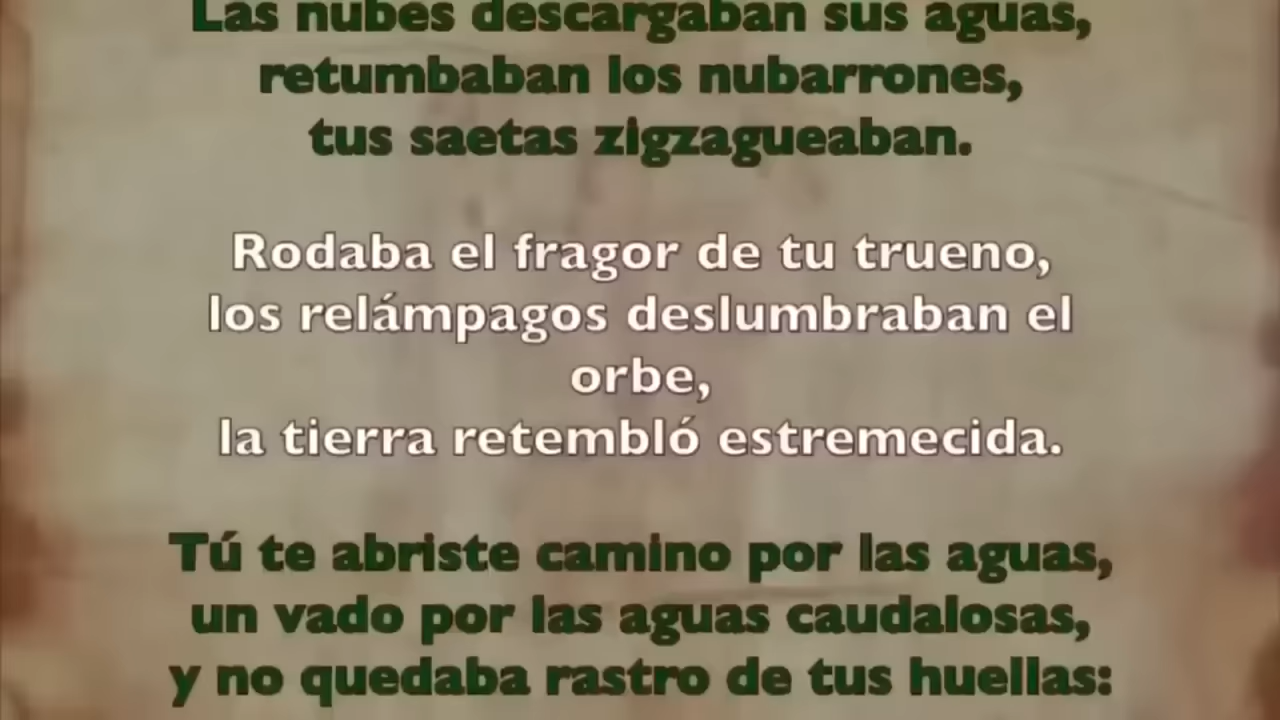 Las nubes descargaban sus aguas,
retumbaban los nubarrones,
tus saetas zigzagueaban.
Rodaba el fragor de tu trueno,
los relámpagos deslumbraban el
orbe,
la tierra retembló estremecida.
Tú te abriste camino por las aguas,
un vado por las aguas caudalosas,
y no quedaba rastro de tus huellas: